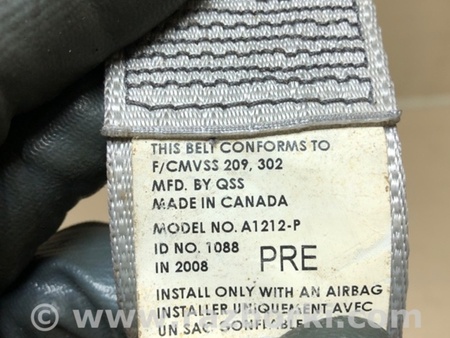 THIS BELT CONFORMS TO
F/CMVSS 209, 302
MFD. BY QSS
MADE IN CANADA
MODEL NO. A1212-P
ID NO. 1088
IN 2008 PRE
INSTALL ONLY WITH AN AIRBAG
INSTALLER UNIQUEMENT AVEC
UN SAC GONFLABLE